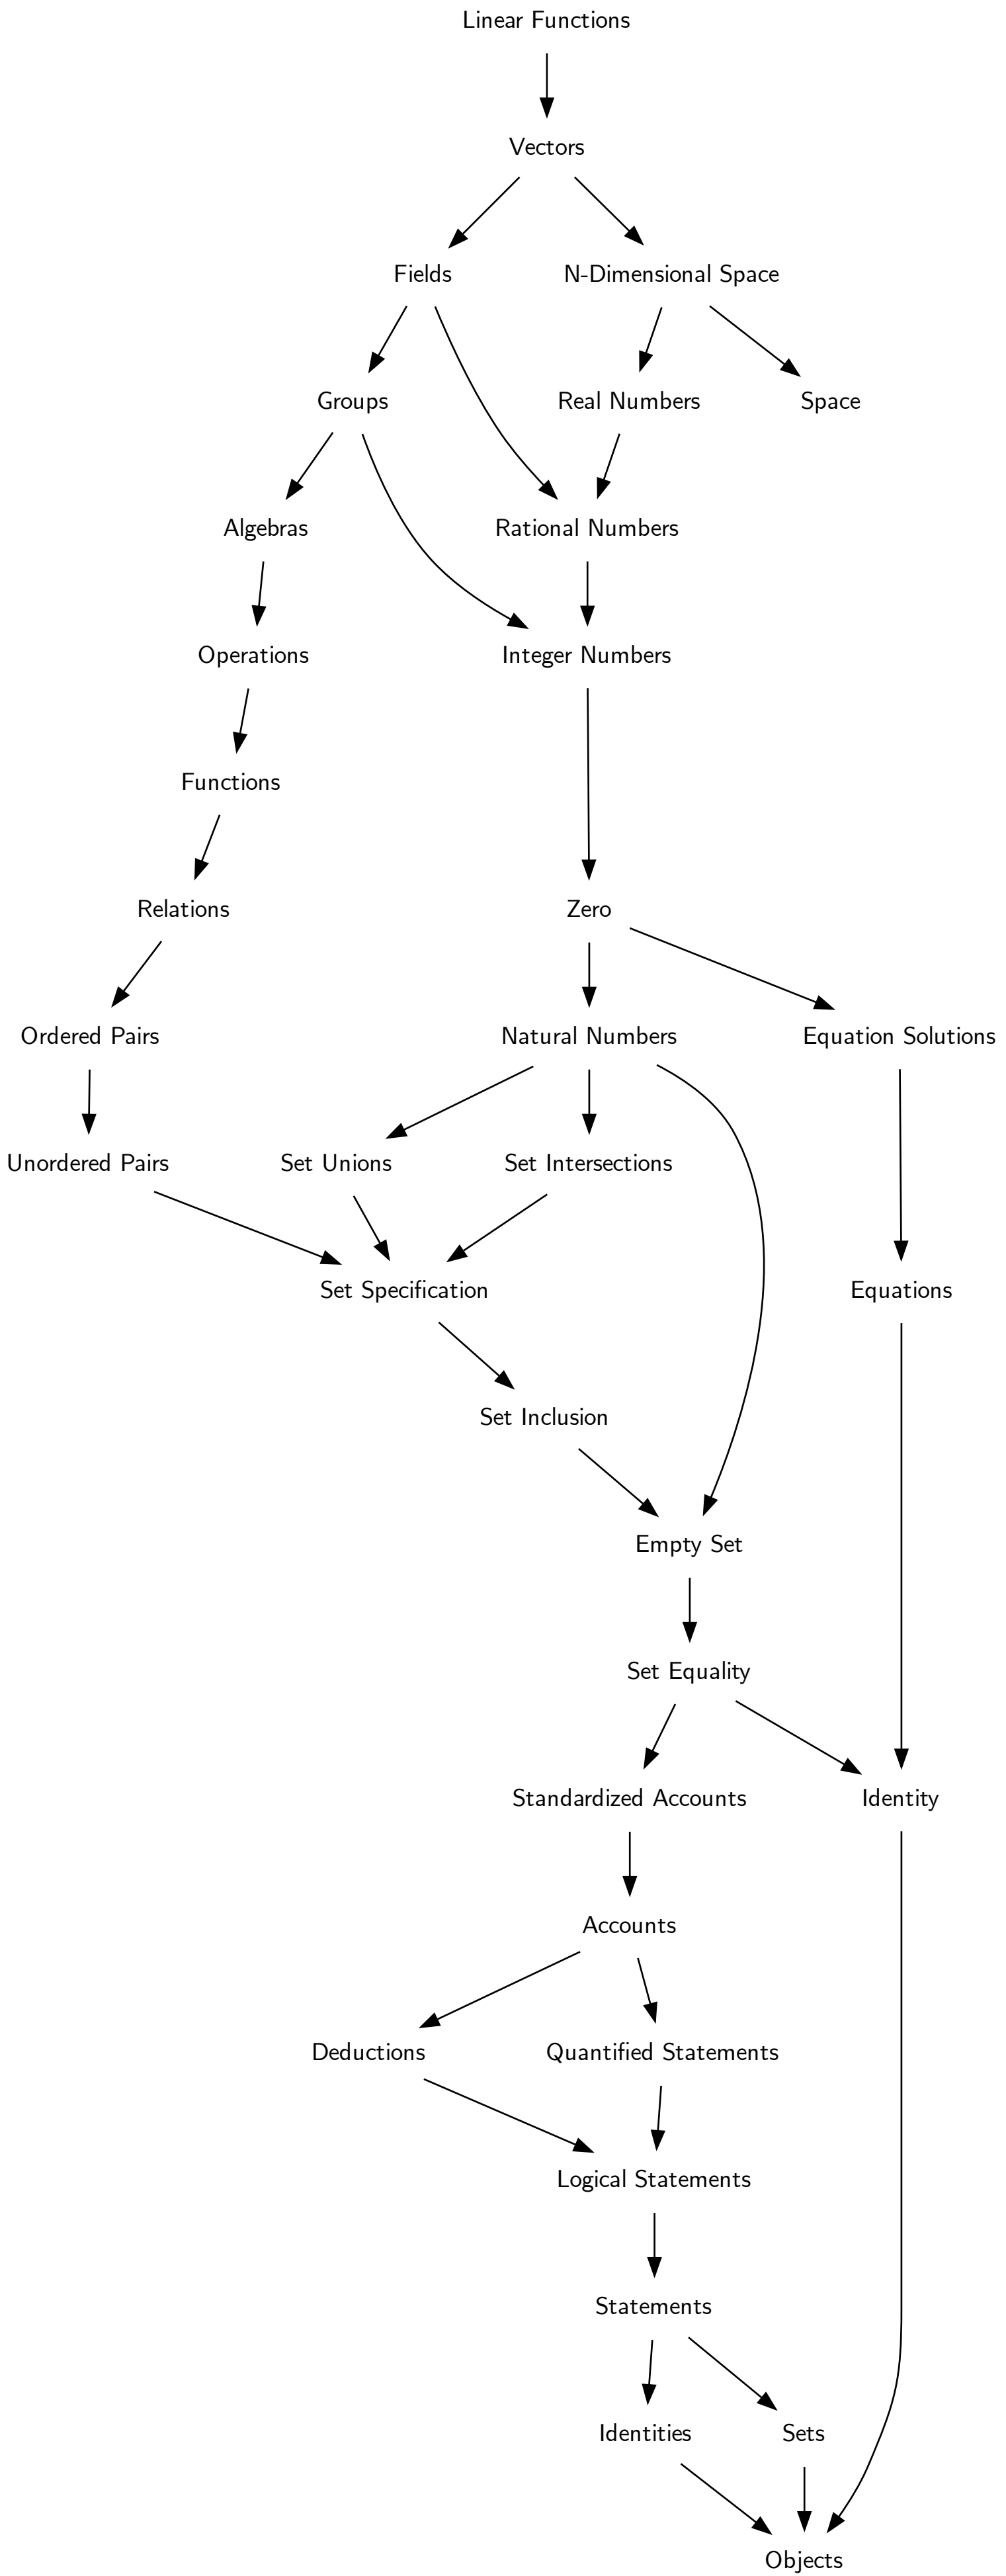 Linear Functions
Vectors
Fields
N-Dimensional Space
Groups
Real Numbers
Space
Algebras
Rational Numbers
Operations
Integer Numbers
Functions
Relations
Zero
Ordered Pairs
Natural Numbers
Equation Solutions
Unordered Pairs
Set Unions
Set Intersections
Set Specification
Equations
Set Inclusion
Empty Set
Set Equality
Standardized Accounts
Identity
Accounts
Deductions
Quantified Statements
Logical Statements
Statements
Identities
Sets
Objects